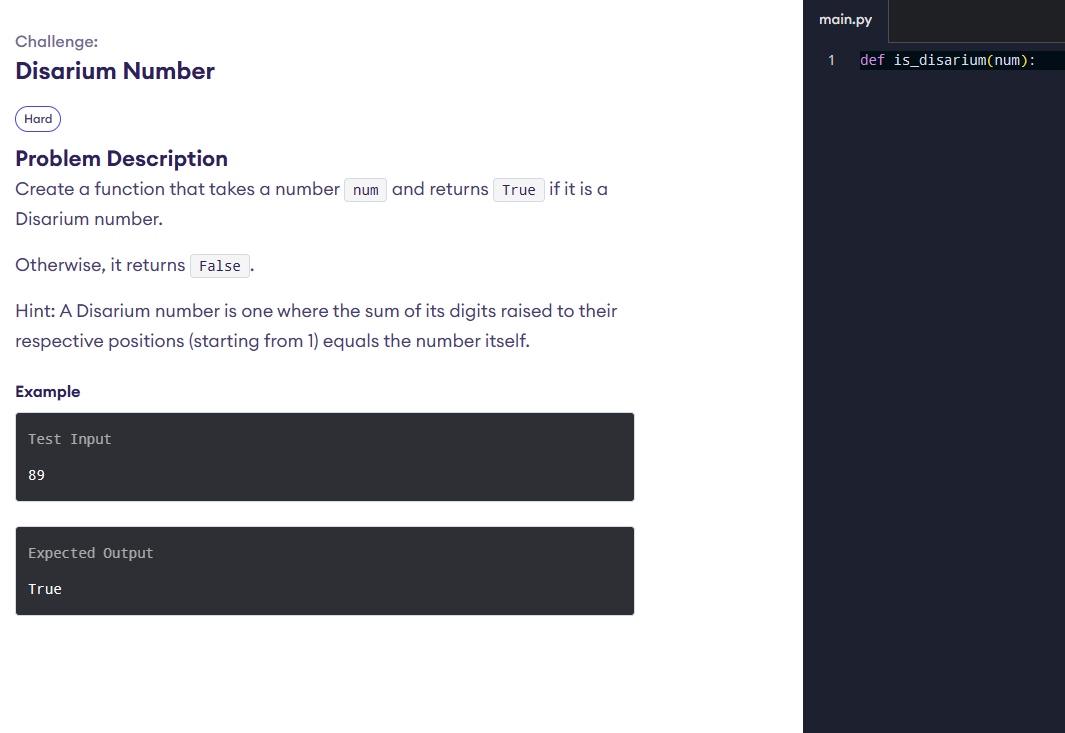 Challenge:
Disarium Number
Hard
Problem Description
Create a function that takes a number num and returns True if it is a
Disarium number.
Otherwise, it returns False.
Hint: A Disarium number is one where the sum of its digits raised to their
respective positions (starting from 1) equals the number itself.
Example
Test Input
89
Expected Output
True
main.py
1 def is_disarium(num):